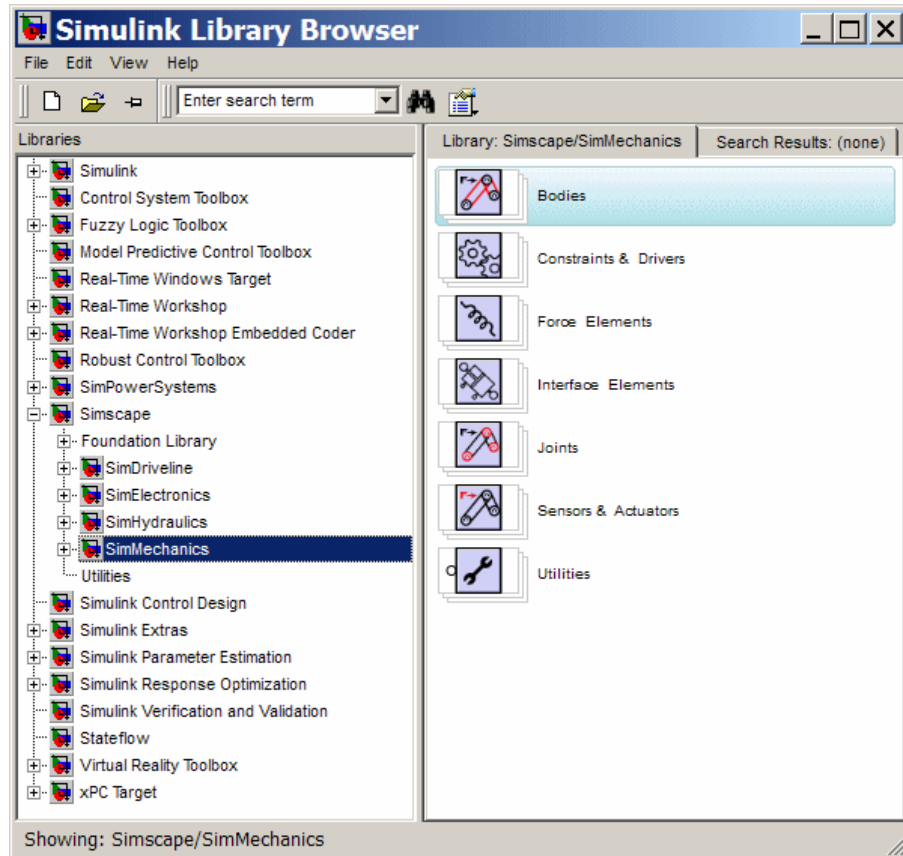 Simulink Library Browser
File Edit View Help
Enter search term
Libraries
Simulink
Control System Toolbox
Fuzzy Logic Toolbox
Model Predictive Control Toolbox
Real-Time Windows Target
Real-Time Workshop
Real-Time Workshop Embedded Coder
Robust Control Toolbox
SimPowerSystems
Simscape
Foundation Library
SimDriveline
SimElectronics
SimHydraulics
SimMechanics
Utilities
Simulink Control Design
Simulink Extras
Simulink Parameter Estimation
Simulink Response Optimization
Simulink Verification and Validation
Stateflow
Virtual Reality Toolbox
xPC Target
Library: Simscape/SimMechanics Search Results: (none)
Bodies
Constraints & Drivers
Force Elements
Interface Elements
Joints
Sensors & Actuators
Utilities
Showing: Simscape/SimMechanics